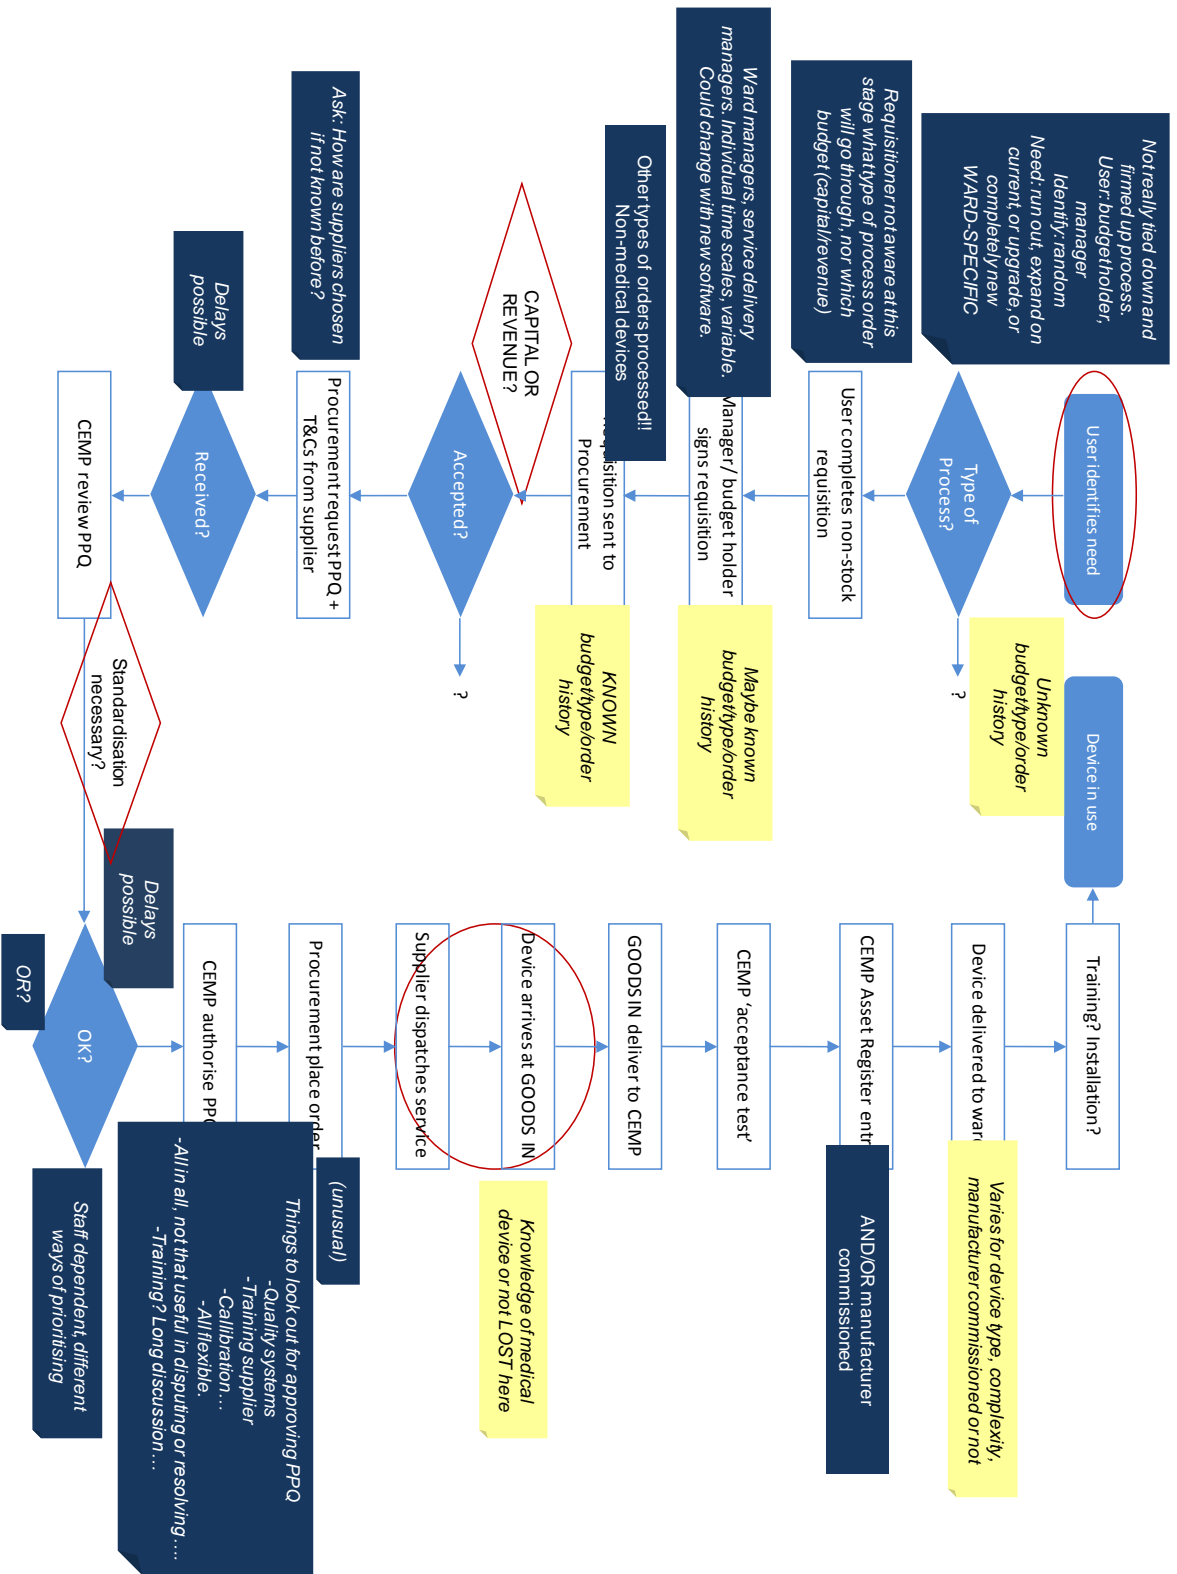 Not really tied down and
firmed up process.
User: budget holder,
manager
Identify: random
Need: run out, expand on
current, or upgrade, or
completely new
WARD-SPECIFIC
Requisitioner not aware at this
stage what type of process order
will go through, nor which
budget (capital/revenue)
Ward managers, service delivery
managers. Individual time scales, variable.
Could change with new software.
Other types of orders processed!!
Non-medical devices
CAPITAL OR
REVENUE?
Ask: How are suppliers chosen
if not known before?
Delays
possible
User identifies need
Type of
Process?
?
User completes non-stock
requisition
Manager/ budget holder
signs requisition
sent to
Procurement
Accepted?
?
Procurement request PPQ +
T&Cs from supplier
Received?
CEMP review PPQ
Unknown
budget/type/order
history
Maybe known
budget/type/order
history
KNOWN
budget/type/order
history
Standardisation
necessary?
Delays
possible
OR?
OK?
Staff dependent, different
ways of prioritising
CEMP authorise PPQ
Procurement place order
(unusual)
Things to look out for approving PPQ
-Quality systems
-Training supplier
-Callibration…
-All flexible.
-All in all, not that useful in disputing or resolving…..
-Training? Long discussion…
Supplier dispatches service
Device arrives at GOODS IN
Knowledge of medical
device or not LOST here
GOODS IN deliver to CEMP
CEMP ‘acceptance test’
CEMP Asset Register entr
AND/OR manufacturer
commissioned
Device delivered to ward
Varies for device type, complexity,
manufacturer commissioned or not
Training? Installation?
Device in use